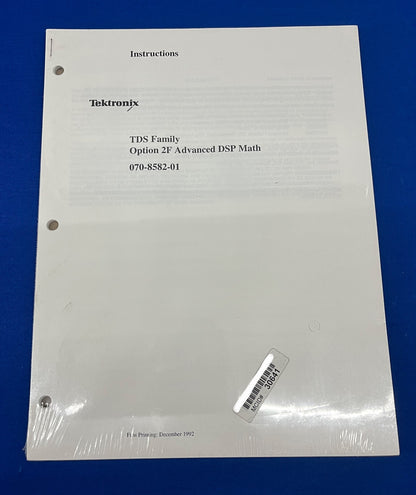 Instructions
Tektronix
TDS Family
Option 2F Advanced DSP Math
070-8582-01
30641
First Printing: December 1992